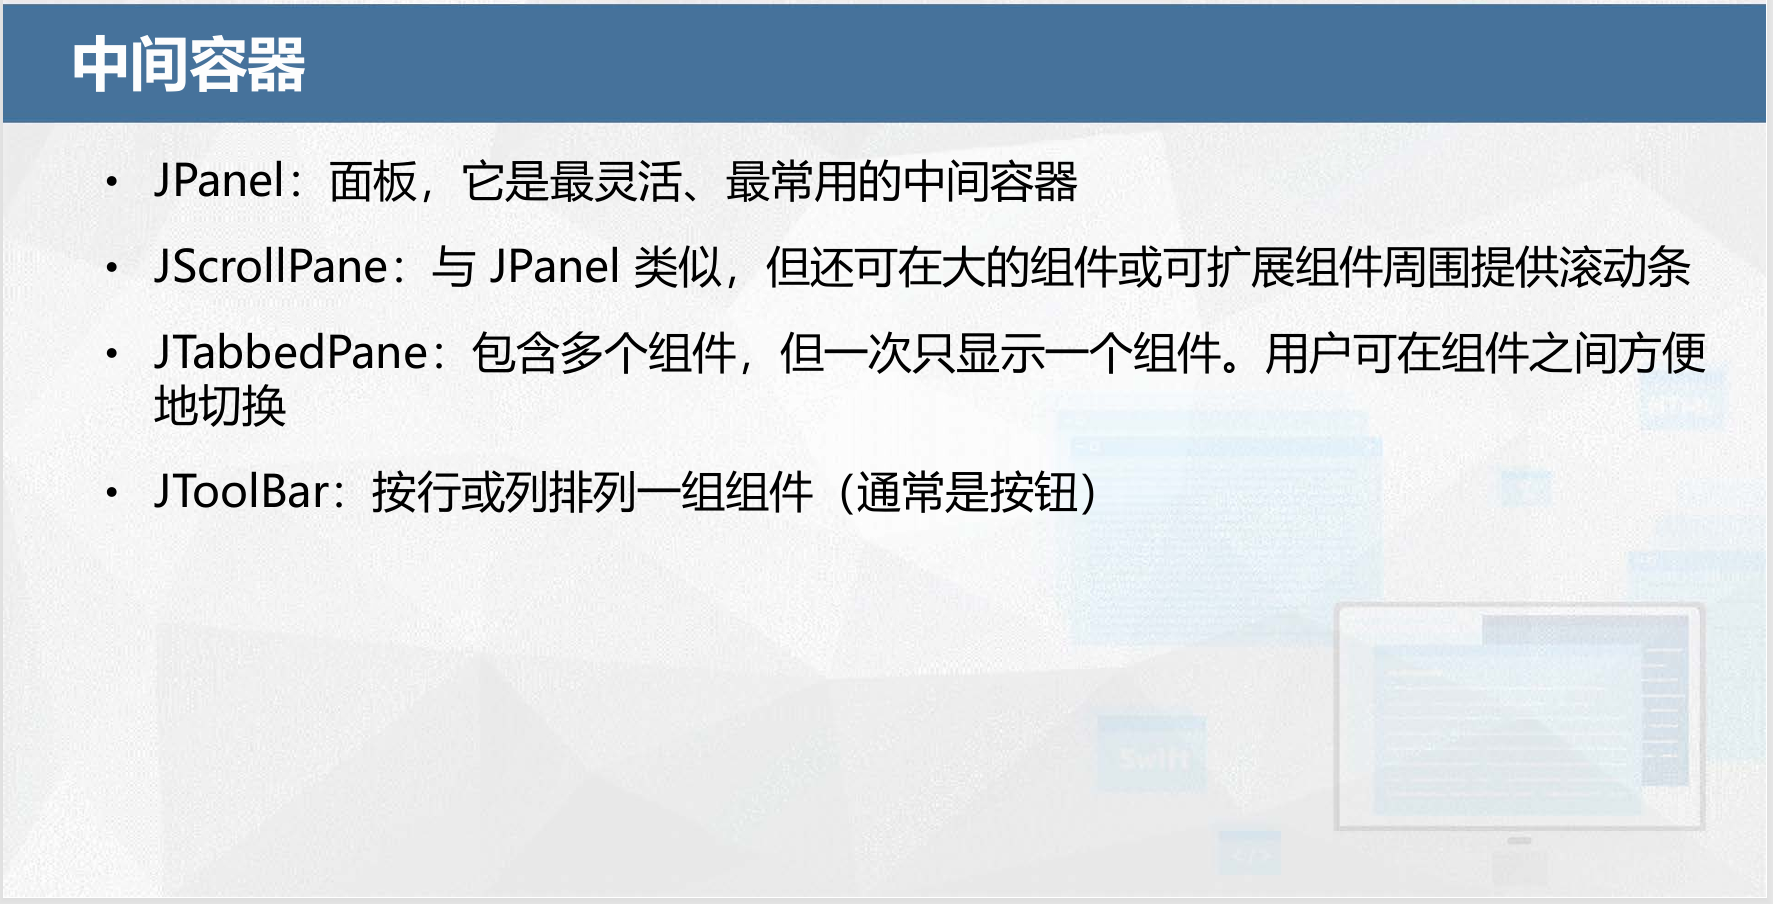 中间容器
• JPanel：面板，它是最灵活、最常用的中间容器
• JScrollPane：与 JPanel 类似，但还可在大的组件或可扩展组件周围提供滚动条
• JTabbedPane：包含多个组件，但一次只显示一个组件。用户可在组件之间方便
地切换
• JToolBar：按行或列排列一组组件（通常是按钮）
HTML
Swift
</>